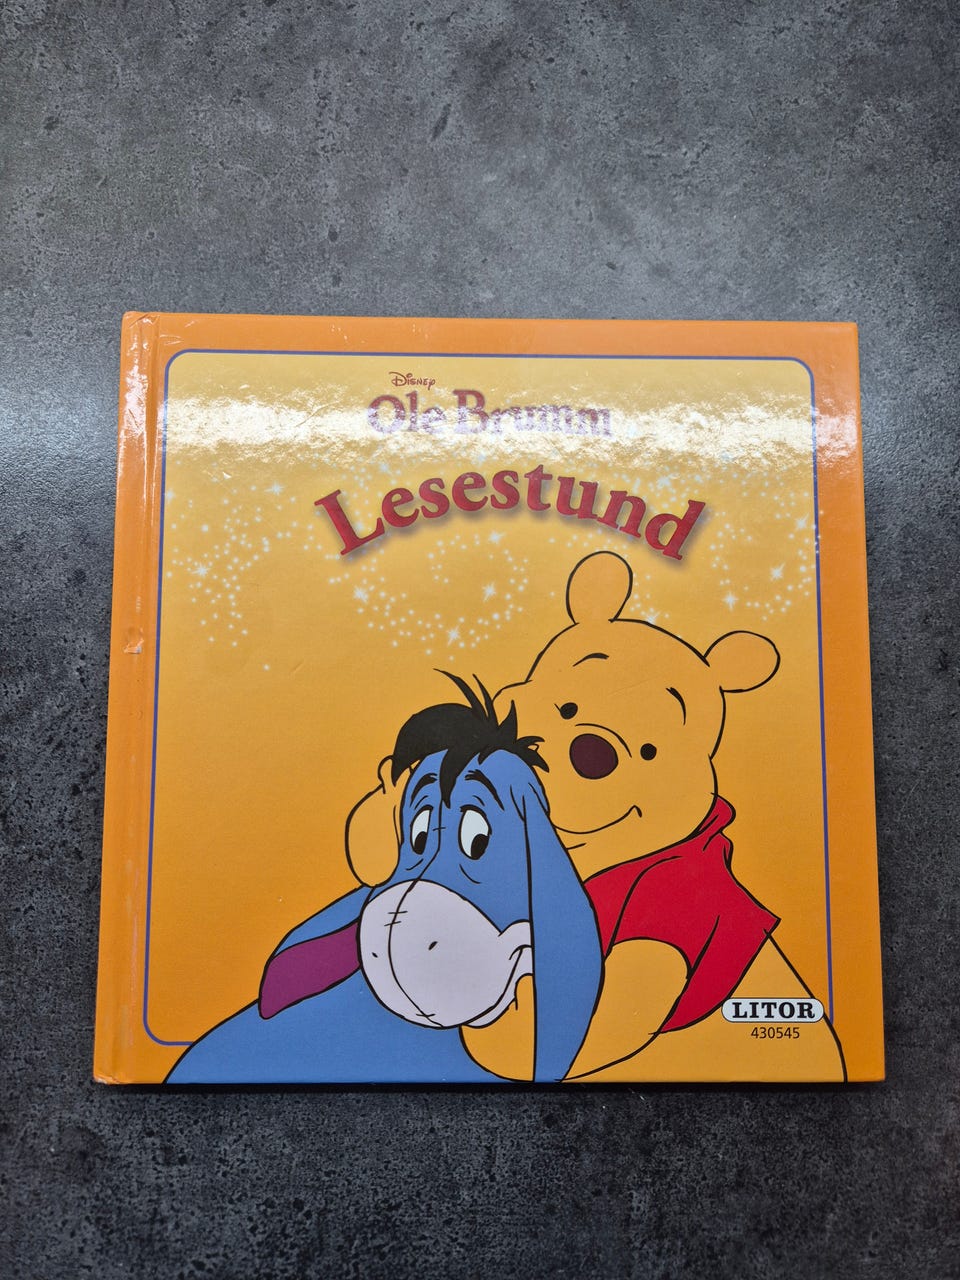 Disney
Ole Brumm
Lesestund
LITOR
430545